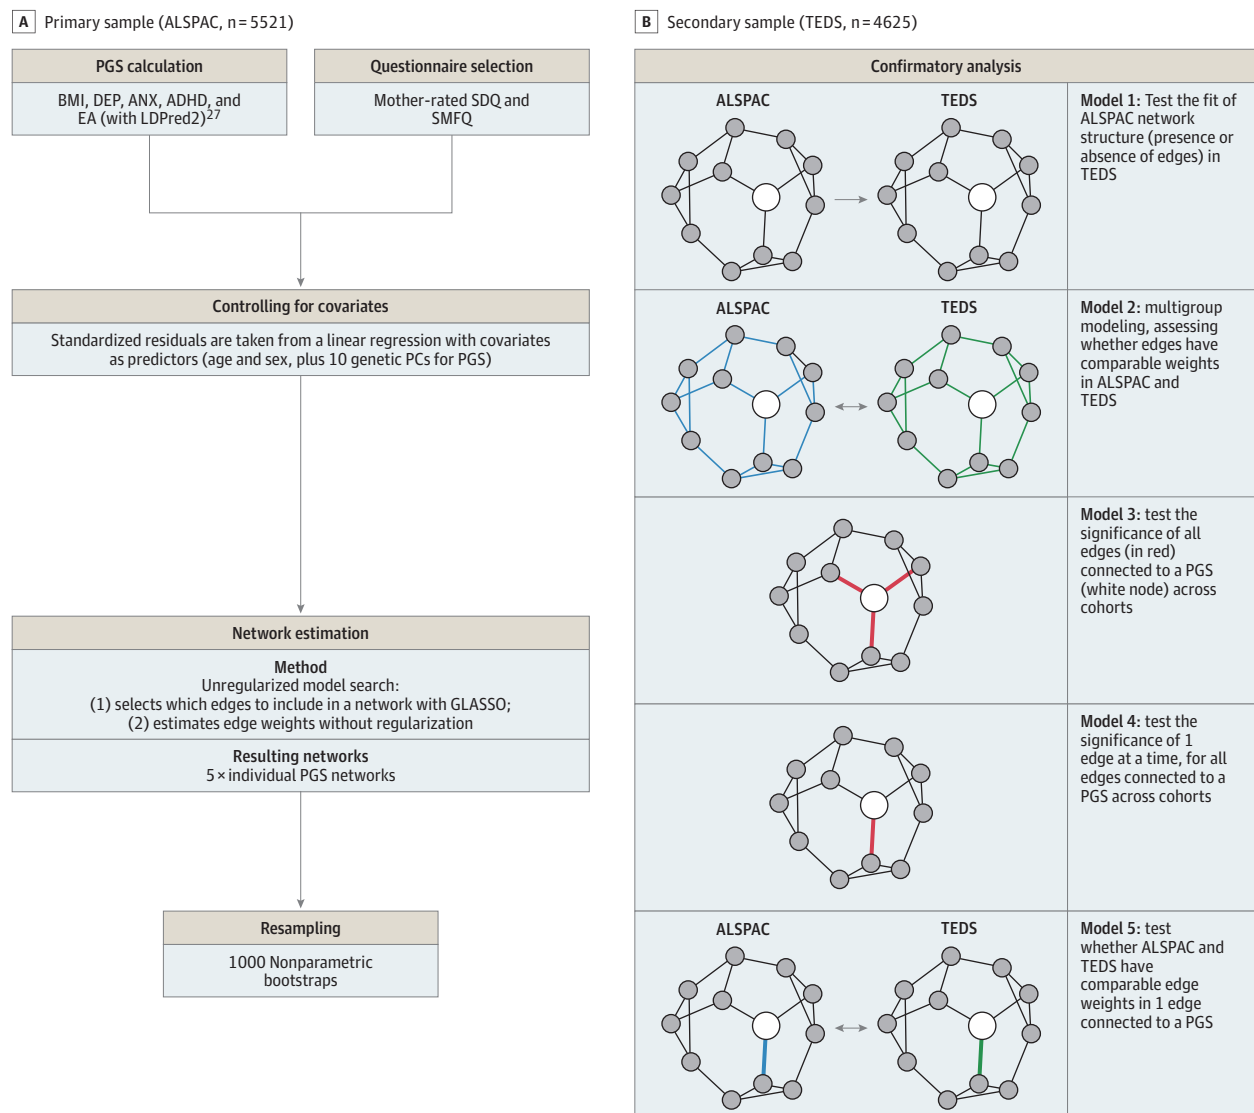 A Primary sample (ALSPAC, n = 5521)
PGS calculation
BMI, DEP, ANX, ADHD, and
EA (with LDPred2)27
Questionnaire selection
Mother-rated SDQ and
SMFQ
Controlling for covariates
Standardized residuals are taken from a linear regression with covariates
as predictors (age and sex, plus 10 genetic PCs for PGS)
Network estimation
Method
Unregularized model search:
(1) selects which edges to include in a network with GLASSO;
(2) estimates edge weights without regularization
Resulting networks
5 × individual PGS networks
Resampling
1000 Nonparametric
bootstraps
B Secondary sample (TEDS, n = 4625)
Confirmatory analysis
ALSPAC
TEDS
Model 1: Test the fit of
ALSPAC network
structure (presence or
absence of edges) in
TEDS
ALSPAC
TEDS
Model 2: multigroup
modeling, assessing
whether edges have
comparable weights
in ALSPAC and
TEDS
Model 3: test the
significance of all
edges (in red)
connected to a PGS
(white node) across
cohorts
Model 4: test the
significance of 1
edge at a time, for all
edges connected to a
PGS across cohorts
ALSPAC
TEDS
Model 5: test
whether ALSPAC and
TEDS have
comparable edge
weights in 1 edge
connected to a PGS